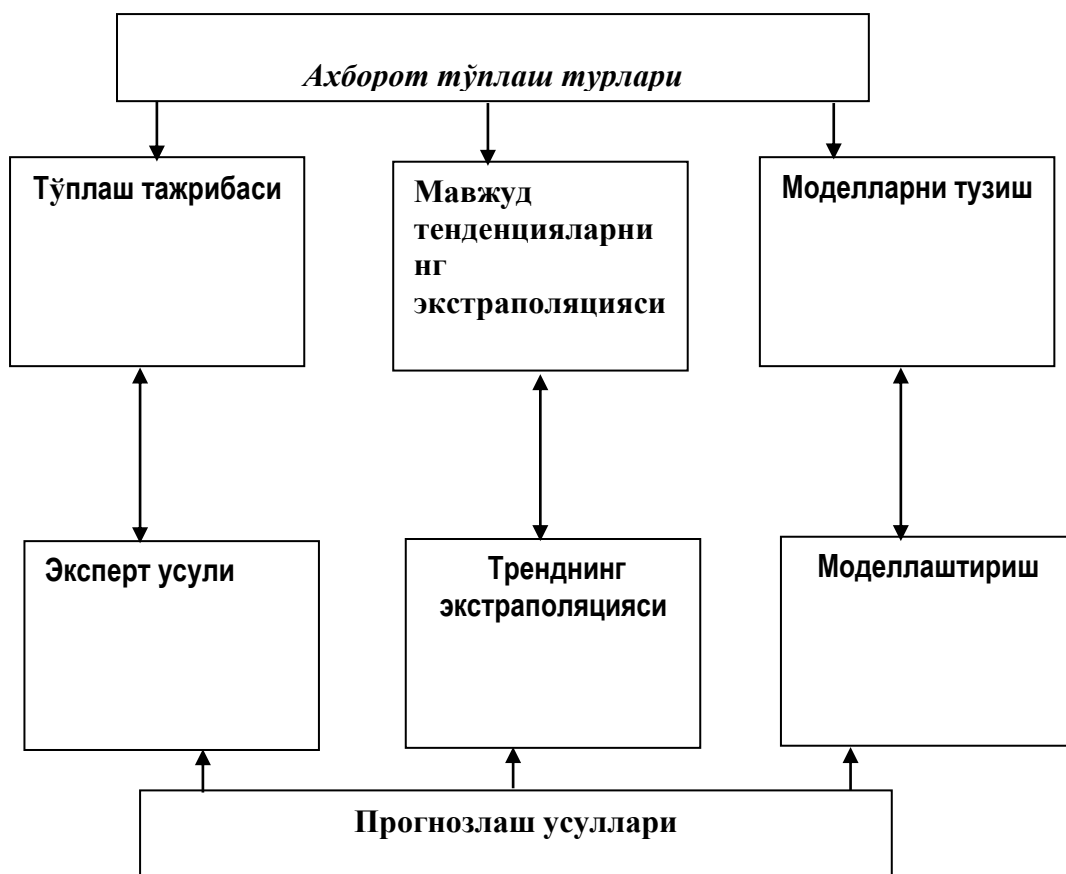 Ахборот тўплаш турлари
Тўплаш тажрибаси
Мавжуд
тенденцияларни
нг
экстраполяцияси
Моделларни тузиш
Эксперт усули
Тренднинг
экстраполяцияси
Моделлаштириш
Прогнозлаш усуллари